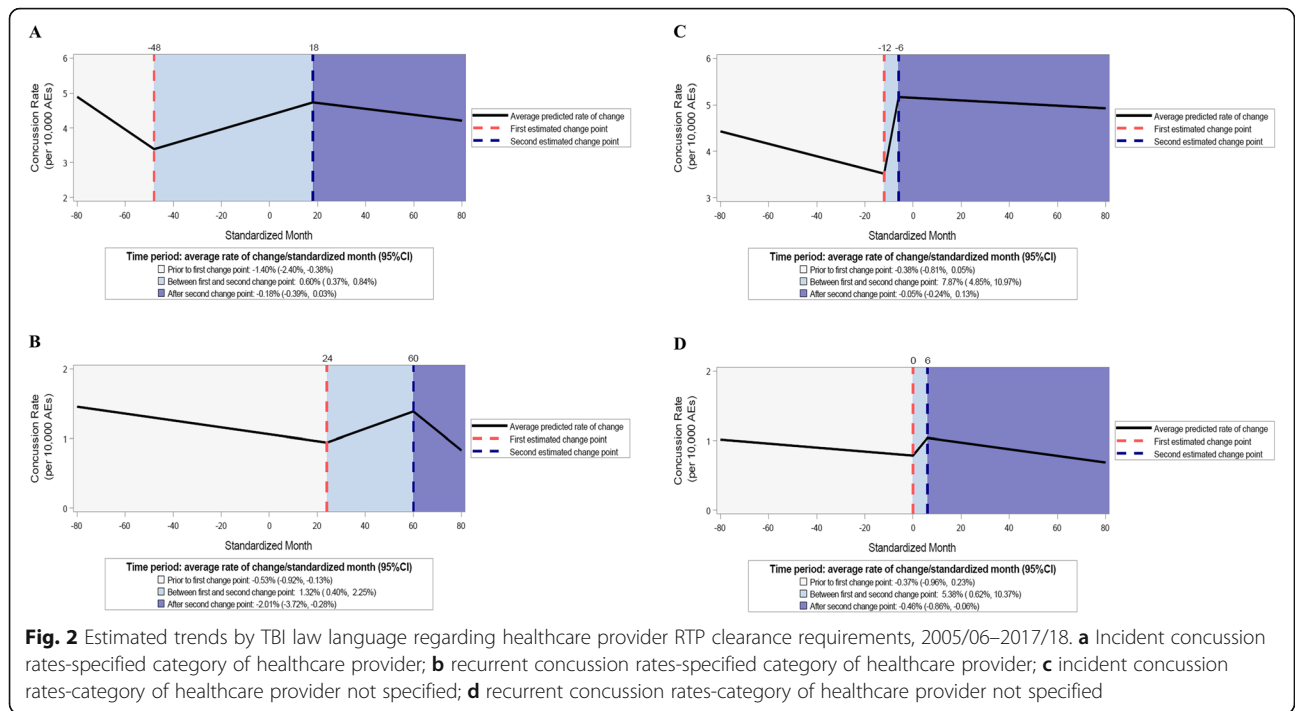 A
-48 18
6
5
4
3
2
Concussion Rate
(per 10,000 AEs)
-80 -60 -40 -20 0 20 40 60 80
Standardized Month
Average predicted rate of change
First estimated change point
Second estimated change point
Time period: average rate of change/standardized month (95%CI)
Prior to first change point: -1.40% (-2.40%, -0.38%)
Between first and second change point: 0.60% ( 0.37%, 0.84%)
After second change point: -0.18% (-0.39%, 0.03%)
B
24 60
2
1
0
Concussion Rate
(per 10,000 AEs)
-80 -60 -40 -20 0 20 40 60 80
Standardized Month
Average predicted rate of change
First estimated change point
Second estimated change point
Time period: average rate of change/standardized month (95%CI)
Prior to first change point: -0.53% (-0.92%, -0.13%)
Between first and second change point: 1.32% ( 0.40%, 2.25%)
After second change point: -2.01% (-3.72%, -0.28%)
C
-12 -6
6
5
4
3
Concussion Rate
(per 10,000 AEs)
-80 -60 -40 -20 0 20 40 60 80
Standardized Month
Average predicted rate of change
First estimated change point
Second estimated change point
Time period: average rate of change/standardized month (95%CI)
Prior to first change point: -0.38% (-0.81%, 0.05%)
Between first and second change point: 7.87% ( 4.85%, 10.97%)
After second change point: -0.05% (-0.24%, 0.13%)
D
0 6
2
1
0
Concussion Rate
(per 10,000 AEs)
-80 -60 -40 -20 0 20 40 60 80
Standardized Month
Average predicted rate of change
First estimated change point
Second estimated change point
Time period: average rate of change/standardized month (95%CI)
Prior to first change point: -0.37% (-0.96%, 0.23%)
Between first and second change point: 5.38% ( 0.62%, 10.37%)
After second change point: -0.46% (-0.86%, -0.06%)
Fig. 2 Estimated trends by TBI law language regarding healthcare provider RTP clearance requirements, 2005/06–2017/18. a Incident concussion
rates-specified category of healthcare provider; b recurrent concussion rates-specified category of healthcare provider; c incident concussion
rates-category of healthcare provider not specified; d recurrent concussion rates-category of healthcare provider not specified